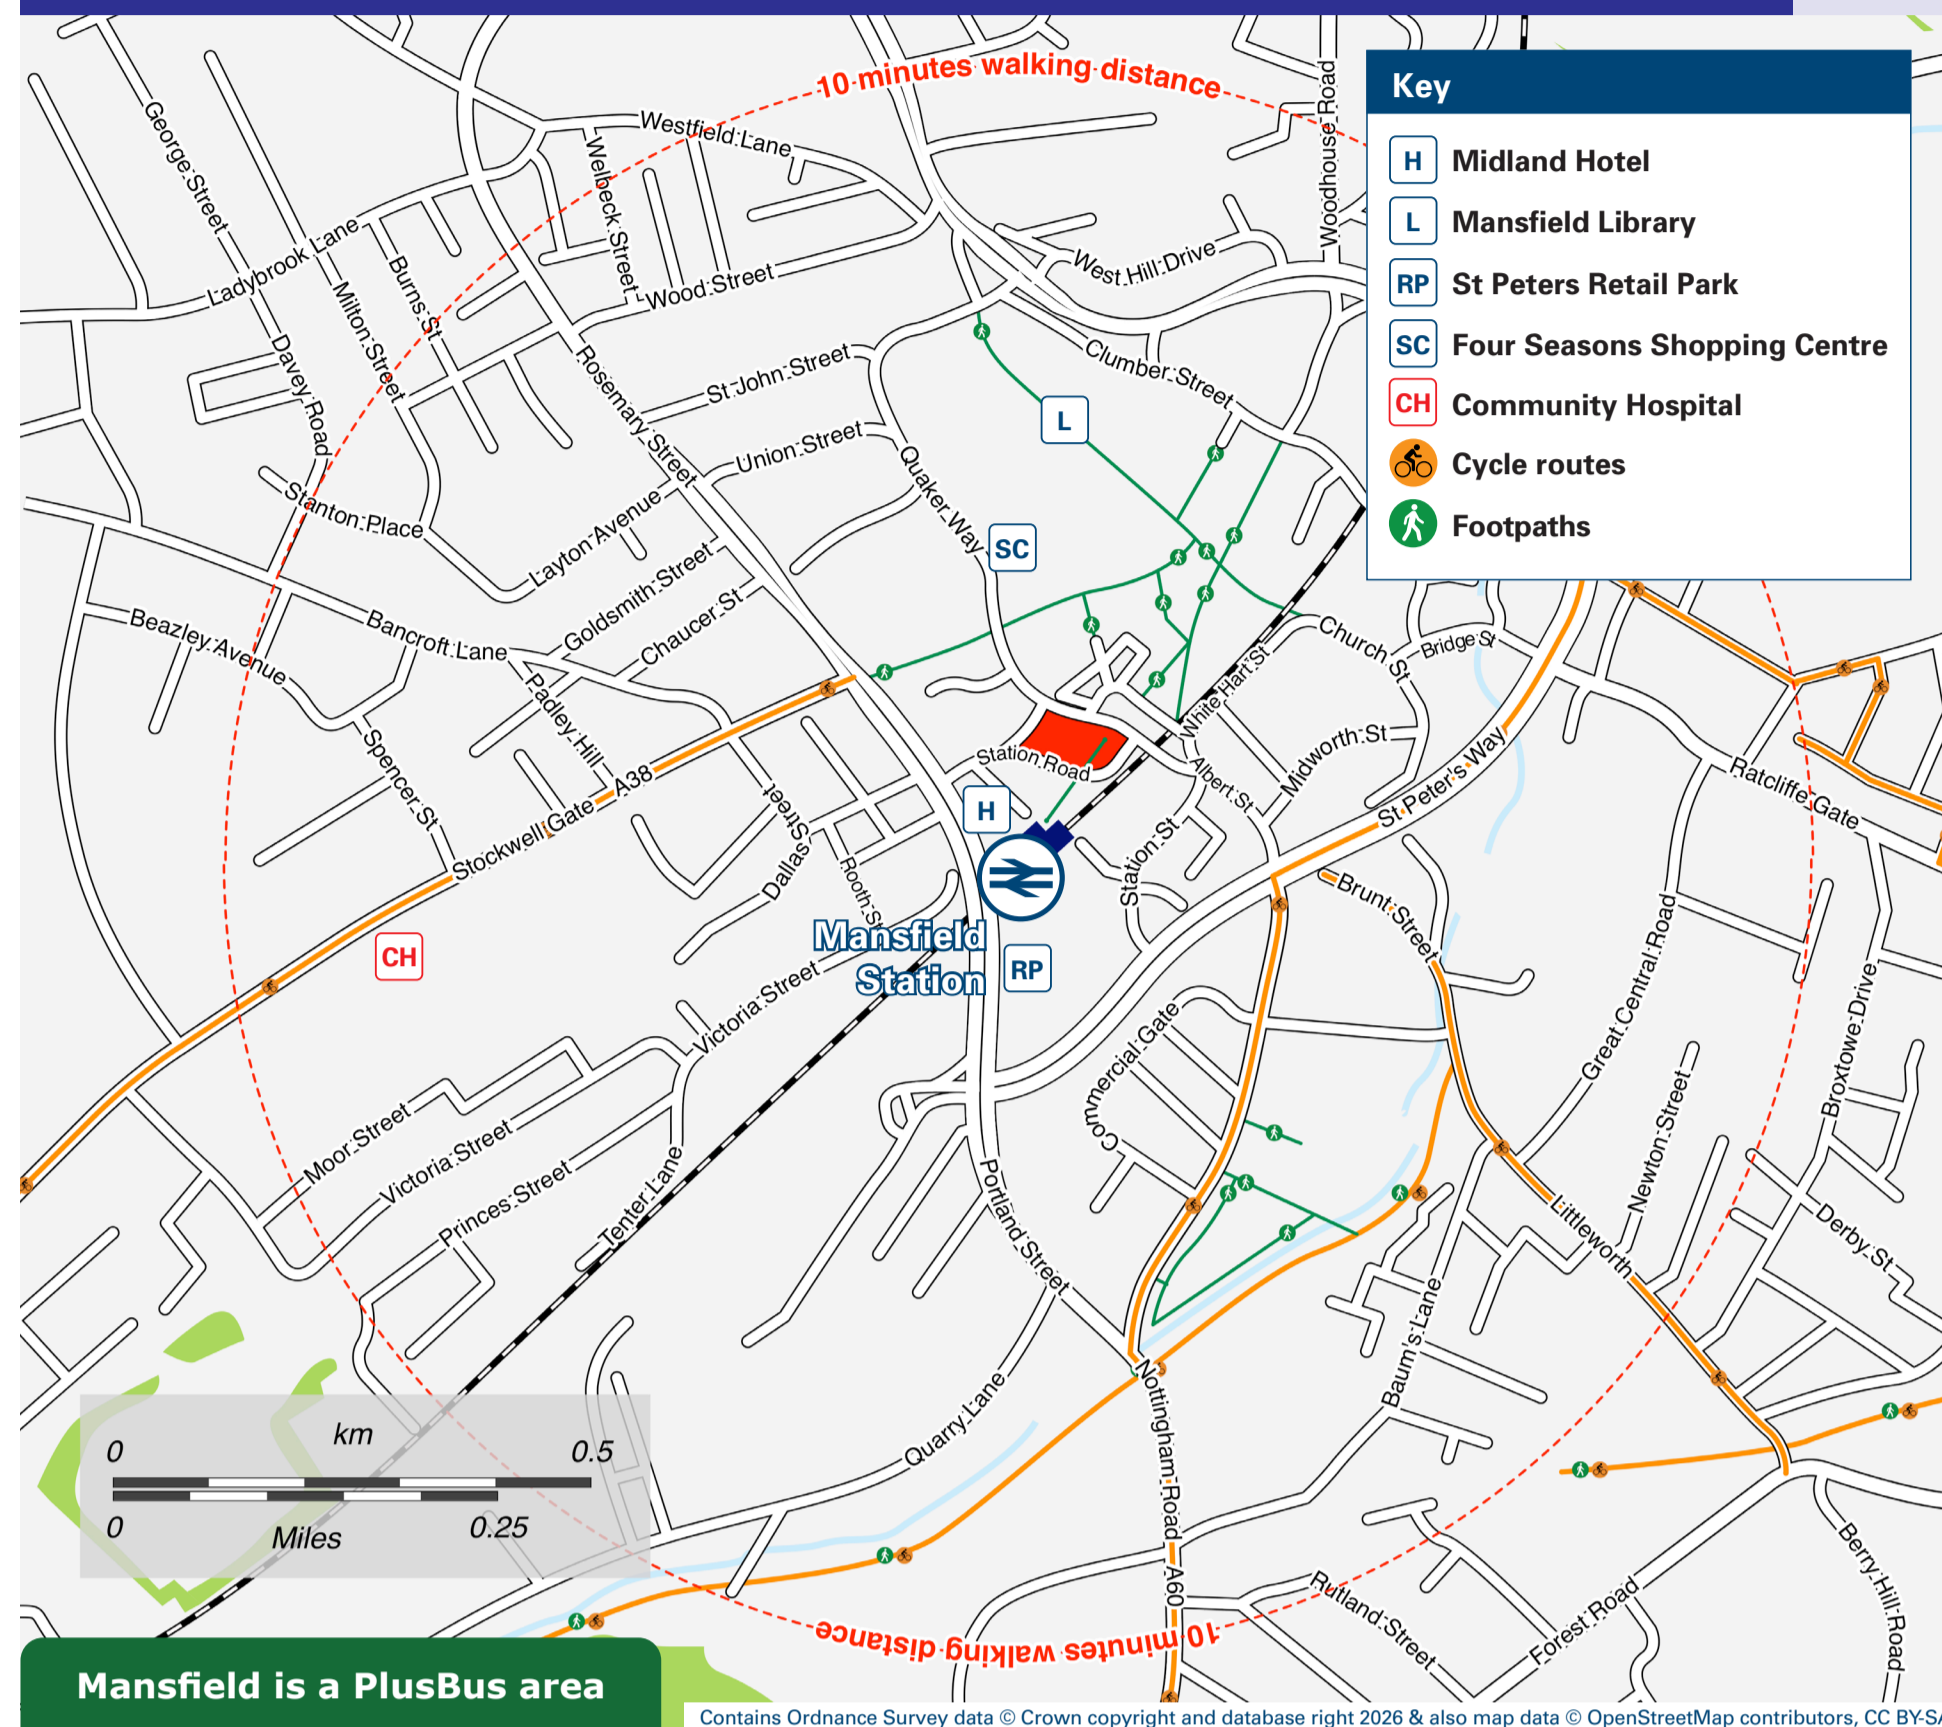 10 minutes walking distance
Key
H Midland Hotel
L Mansfield Library
RP St Peters Retail Park
SC Four Seasons Shopping Centre
CH Community Hospital
Cycle routes
Footpaths
George Street
Westfield Lane
Welbeck Street
Woodhouse Road
Ladybrook Lane
Burns St
Milton Street
Davey Road
Wood Street
West Hill Drive
Rosemary Street
St John Street
Clumber Street
L
Union Street
Quaker Way
SC
Stanton Place
Layton Avenue
Goldsmith Street
Chaucer St
Beazley Avenue
Bancroft Lane
Padley Hill
Church St
Bridge St
White Hart St
Midworth St
Albert St
Station Road
St Peter's Way
Ratcliffe Gate
Spencer St
Stockwell Gate
A38
H
Dallas Street
Rooth St
Station St
Brunt Street
Mansfield
Station
RP
CH
Victoria Street
Commercial Gate
Great Central Road
Broxtowe Drive
Newton Street
Moor Street
Victoria Street
Princes Street
Tenter Lane
Portland Street
Littleworth
Derby St
Baum's Lane
Quarry Lane
Nottingham Road
A60
Rutland Street
Forest Road
Berry Hill Road
km
0 0.5
0 0.25
Miles
10 minutes walking distance
Mansfield is a PlusBus area
Contains Ordnance Survey data © Crown copyright and database right 2026 & also map data © OpenStreetMap contributors, CC BY-SA